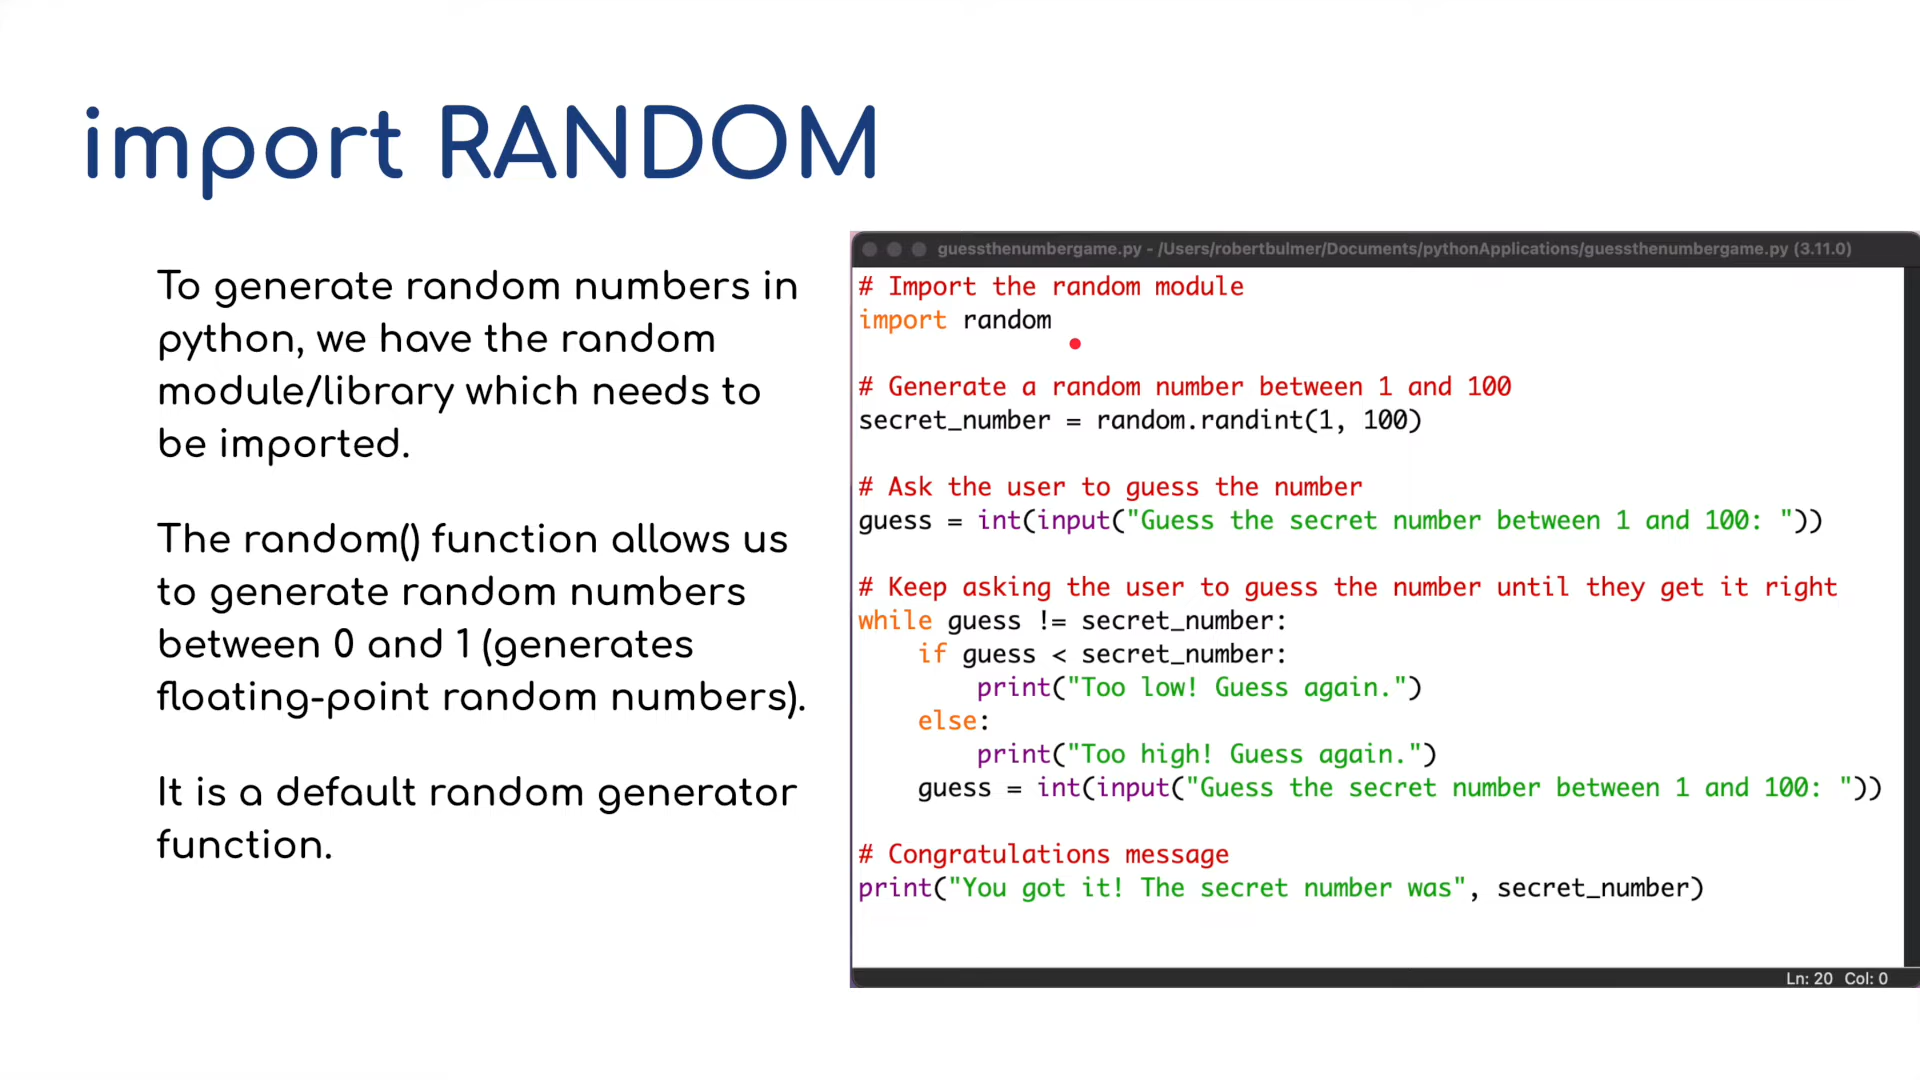 import RANDOM
To generate random numbers in
python, we have the random
module/library which needs to
be imported.
The random() function allows us
to generate random numbers
between 0 and 1 (generates
floating-point random numbers).
It is a default random generator
function.
guessthenumbergame.py - /Users/robertbulmer/Documents/pythonApplications/guessthenumbergame.py (3.11.0)
# Import the random module
import random
# Generate a random number between 1 and 100
secret_number = random.randint(1, 100)
# Ask the user to guess the number
guess = int(input("Guess the secret number between 1 and 100: "))
# Keep asking the user to guess the number until they get it right
while guess != secret_number:
    if guess < secret_number:
        print("Too low! Guess again.")
    else:
        print("Too high! Guess again.")
    guess = int(input("Guess the secret number between 1 and 100: "))
# Congratulations message
print("You got it! The secret number was", secret_number)
Ln: 20 Col: 0